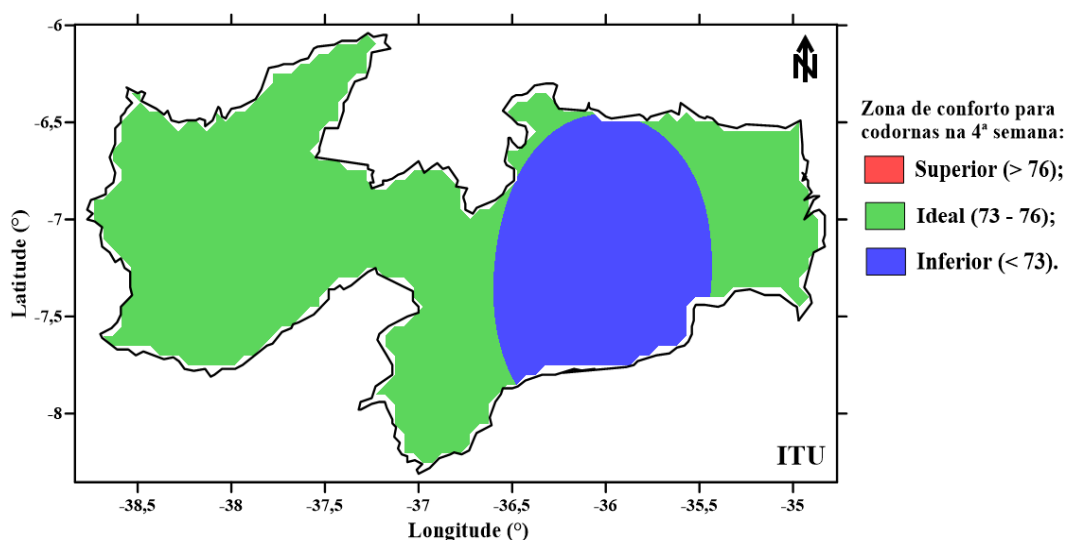 -6
-6,5
-7
-7,5
-8
Latitude (°)
N
ITU
-38,5 -38 -37,5 -37 -36,5 -36 -35,5 -35
Longitude (°)
Zona de conforto para
codornas na 4ª semana:
Superior (> 76);
Ideal (73 - 76);
Inferior (< 73).